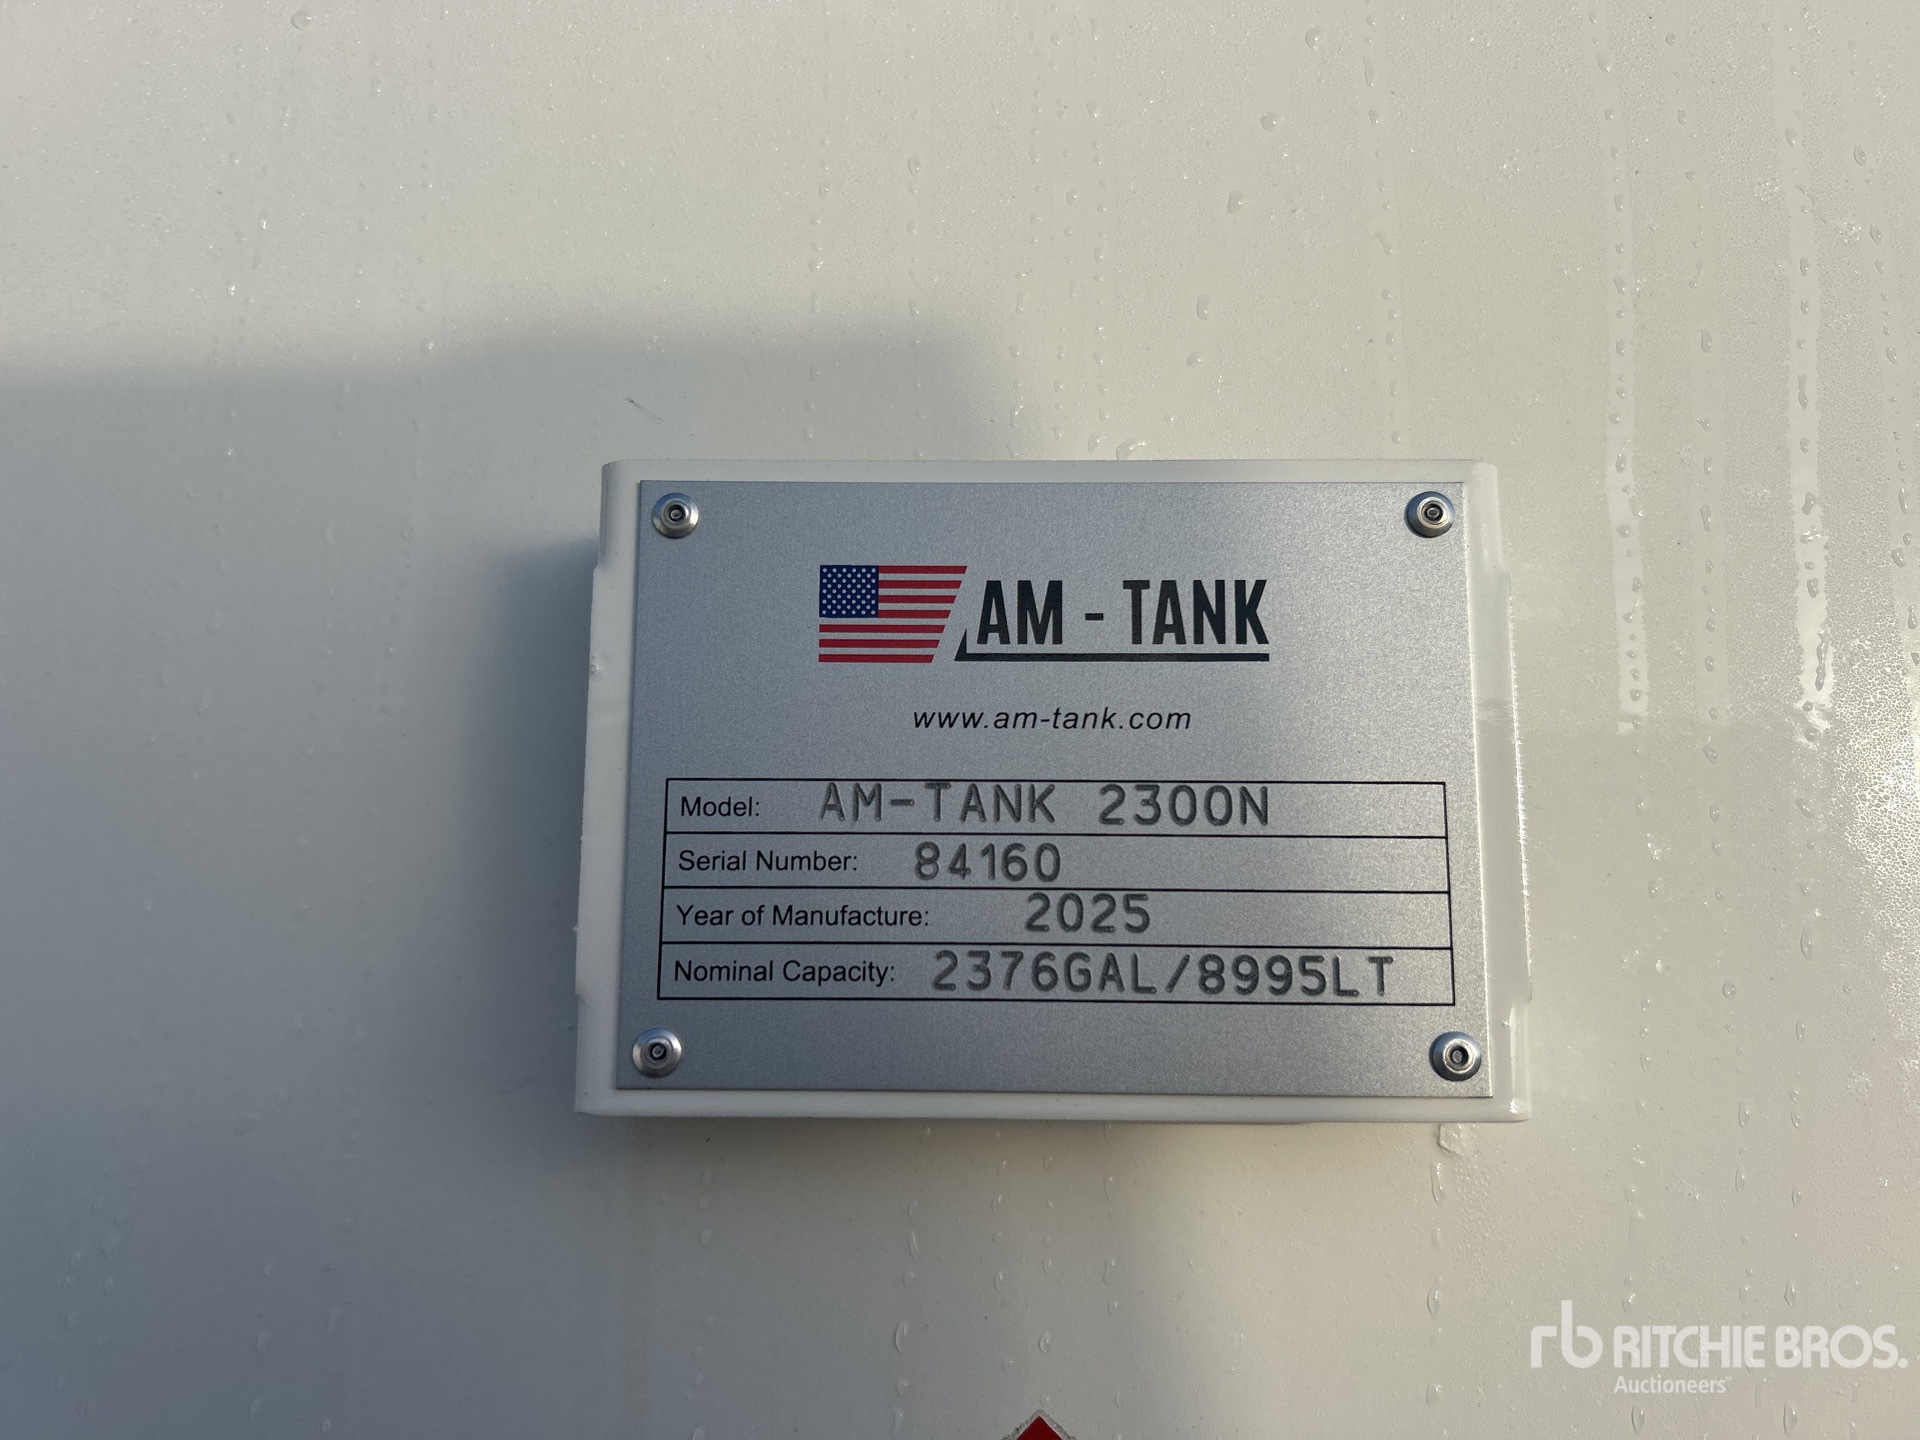 AM - TANK
www.am-tank.com
Model: AM-TANK 2300N
Serial Number: 84160
Year of Manufacture: 2025
Nominal Capacity: 2376GAL/8995LT
rb RITCHIE BROS.
Auctioneers